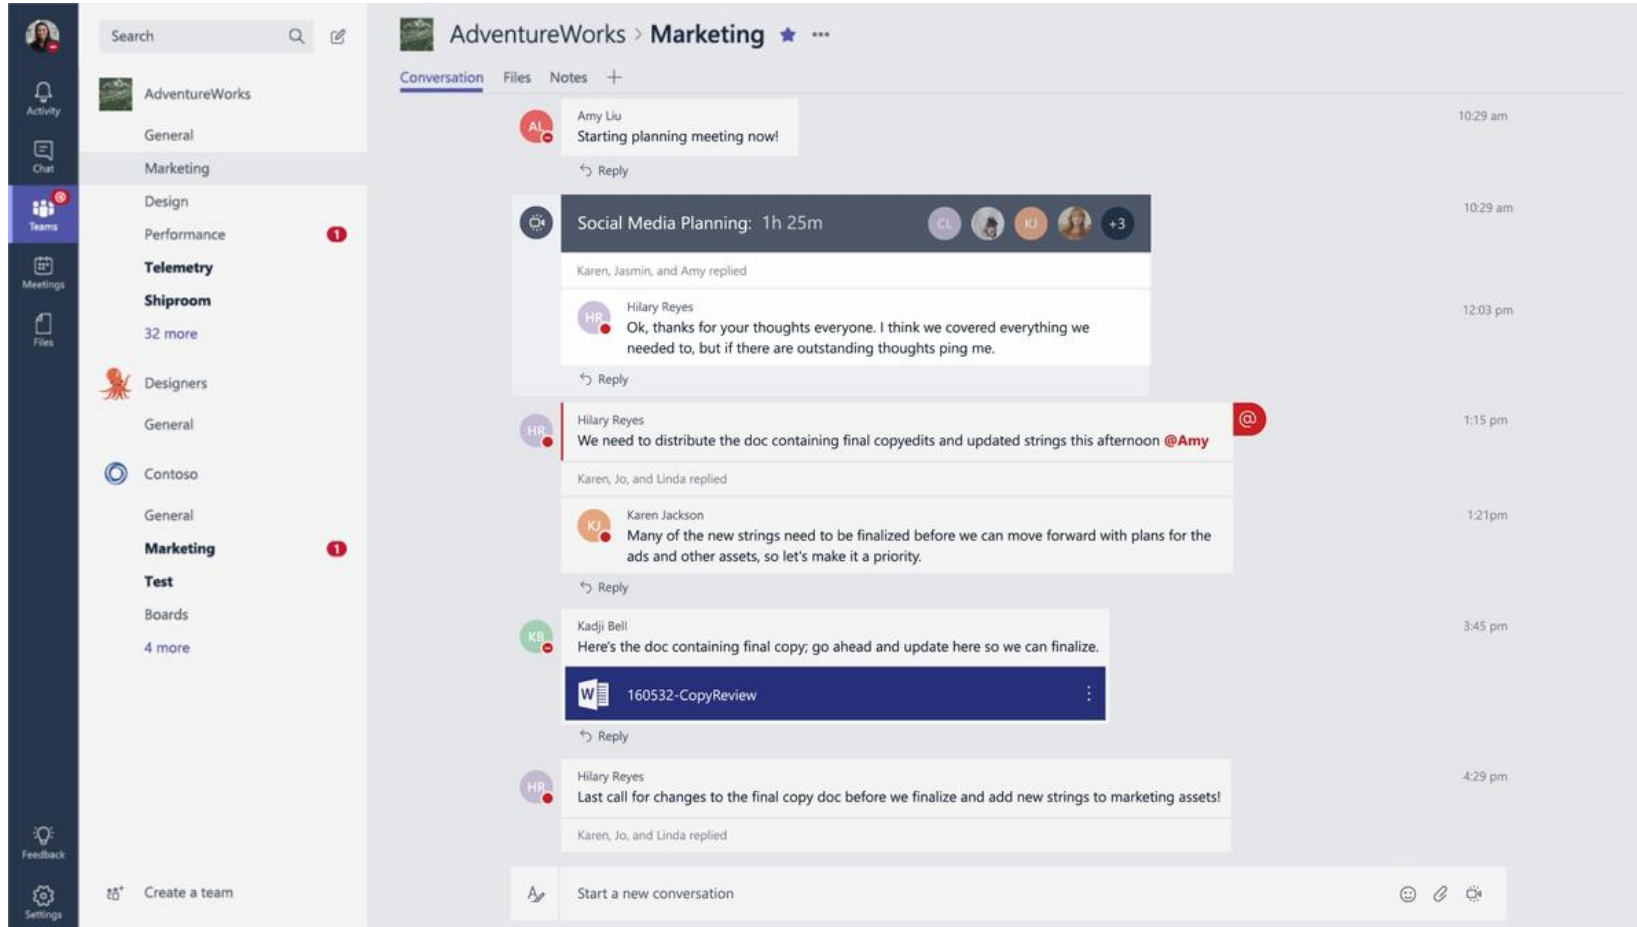 Activity
Chat
Teams
Meetings
Files
Feedback
Settings
Search
AdventureWorks
General
Marketing
Design
Performance 1
Telemetry
Shiproom
32 more
Designers
General
Contoso
General
Marketing 1
Test
Boards
4 more
Create a team
AdventureWorks > Marketing
Conversation Files Notes
AL
Amy Liu 10:29 am
Starting planning meeting now!
Reply
Social Media Planning: 1h 25m CL KJ +3 10:29 am
Karen, Jasmin, and Amy replied
HR
Hilary Reyes 12:03 pm
Ok, thanks for your thoughts everyone. I think we covered everything we
needed to, but if there are outstanding thoughts ping me.
Reply
HR
Hilary Reyes @ 1:15 pm
We need to distribute the doc containing final copyedits and updated strings this afternoon @Amy
Karen, Jo, and Linda replied
KJ
Karen Jackson 1:21pm
Many of the new strings need to be finalized before we can move forward with plans for the
ads and other assets, so let's make it a priority.
Reply
KB
Kadji Bell 3:45 pm
Here's the doc containing final copy; go ahead and update here so we can finalize.
W 160532-CopyReview
Reply
HR
Hilary Reyes 4:29 pm
Last call for changes to the final copy doc before we finalize and add new strings to marketing assets!
Karen, Jo, and Linda replied
Start a new conversation